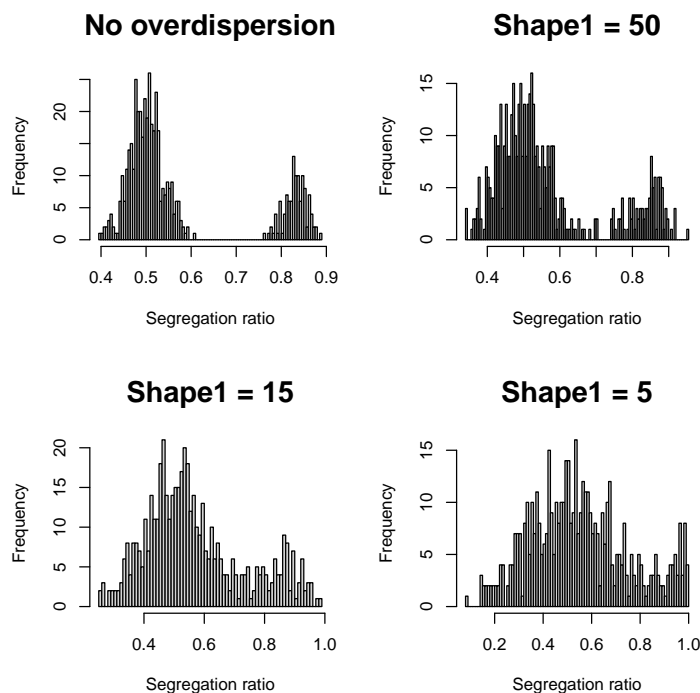 No overdispersion
Frequency
0 5 10 20
0.4 0.5 0.6 0.7 0.8 0.9
Segregation ratio
Shape1 = 50
Frequency
0 5 10 15
0.4 0.6 0.8
Segregation ratio
Shape1 = 15
Frequency
0 5 10 15 20
0.4 0.6 0.8 1.0
Segregation ratio
Shape1 = 5
Frequency
0 5 10 15
0.2 0.4 0.6 0.8 1.0
Segregation ratio